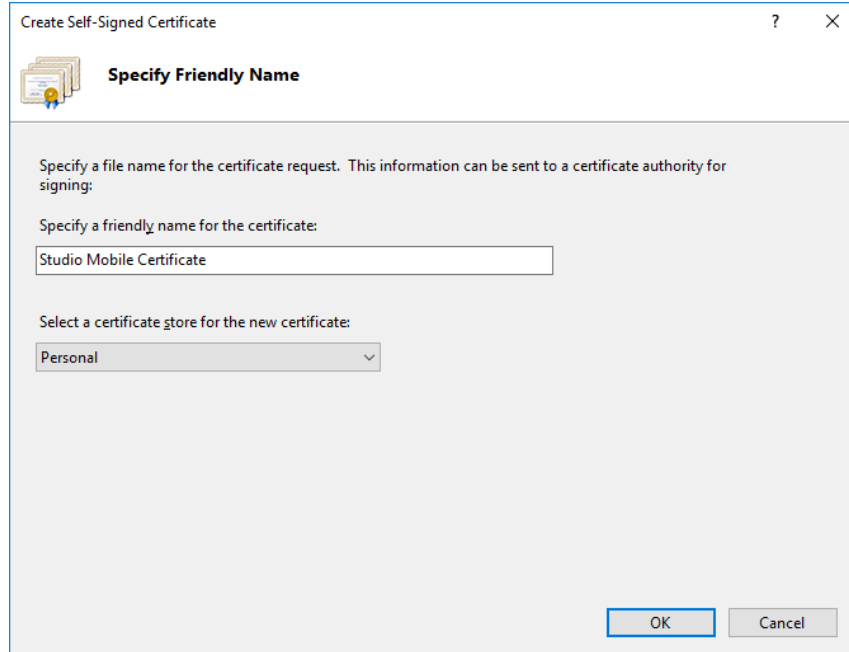 Create Self-Signed Certificate
?
Specify Friendly Name
Specify a file name for the certificate request. This information can be sent to a certificate authority for
signing:
Specify a friendly name for the certificate:
Studio Mobile Certificate
Select a certificate store for the new certificate:
Personal
OK Cancel